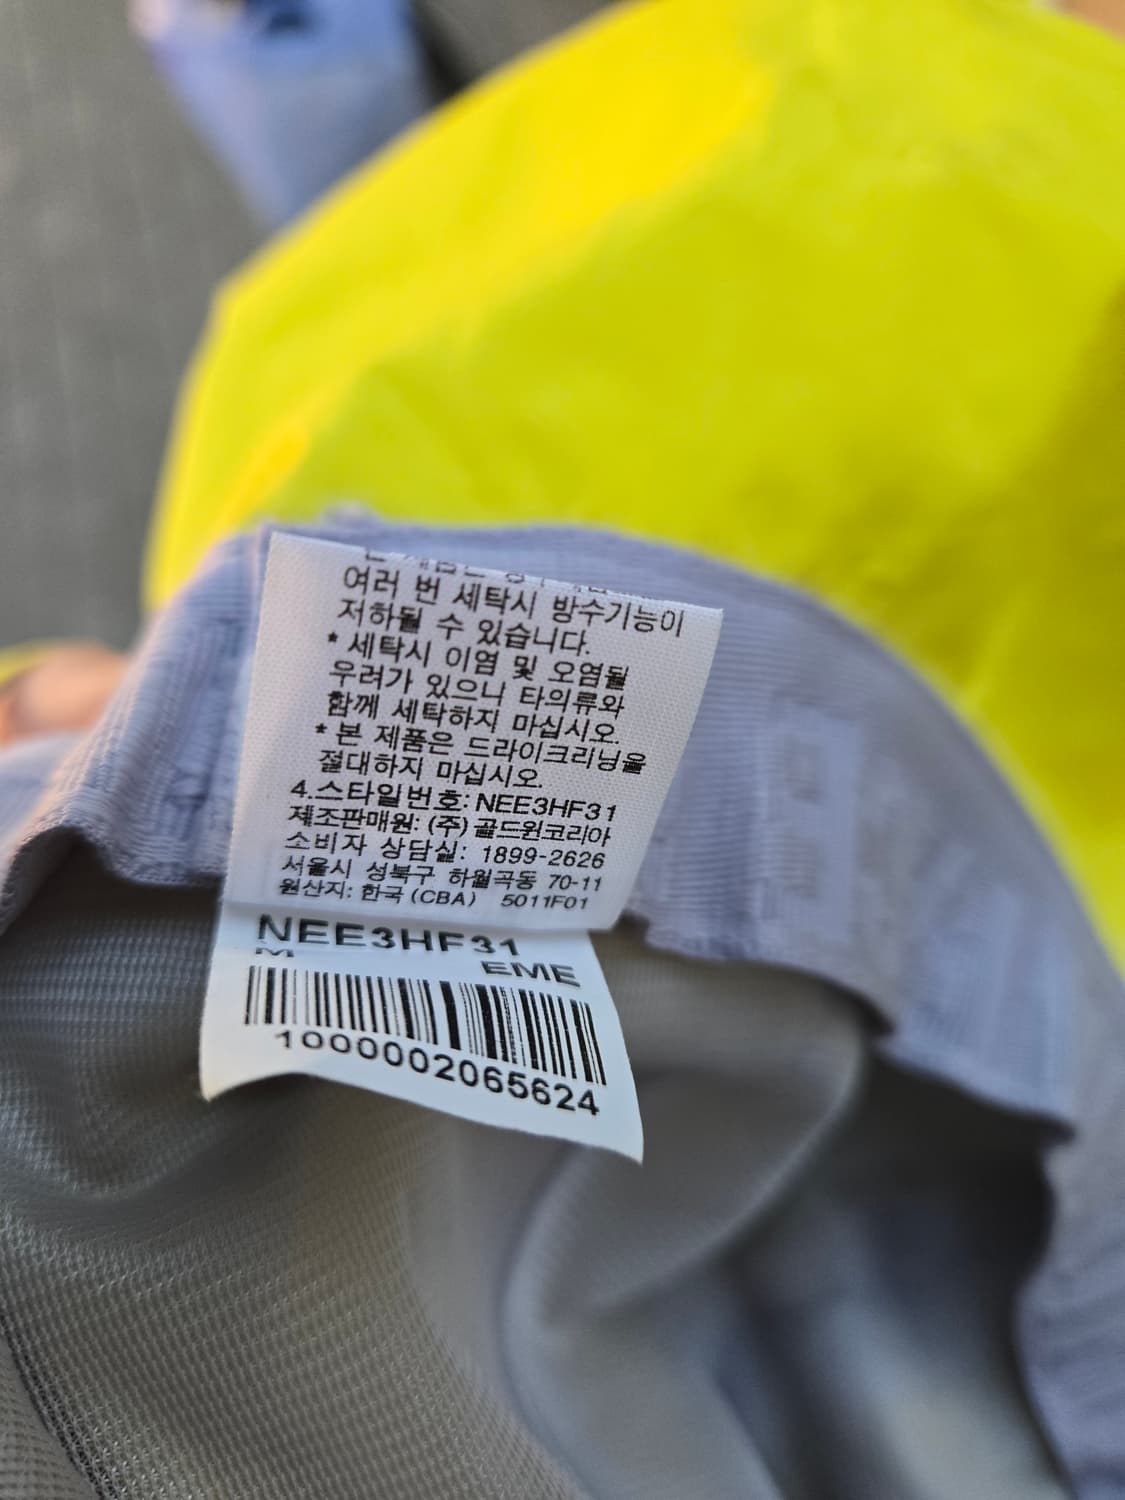 여러 번 세탁시 방수기능이
저하될 수 있습니다.
* 세탁시 이염 및 오염될
우려가 있으니 타의류와
함께 세탁하지 마십시오.
* 본 제품은 드라이크리닝을
절대하지 마십시오.
4.스타일번호: NEE3HF31
제조판매원: (주) 골드윈코리아
소비자 상담실: 1899-2626
서울시 성북구 하월곡동 70-11
원산지: 한국 (CBA) 5011F01
NEE3HF31
M EME
1000002065624